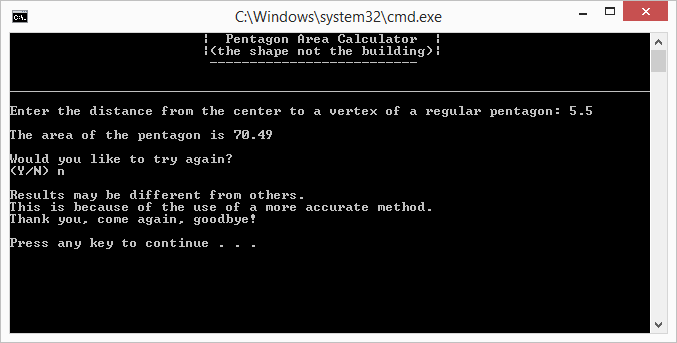 C:\Windows\system32\cmd.exe
C:\.
| Pentagon Area Calculator |
|(the shape not the building)|
--------------------------
Enter the distance from the center to a vertex of a regular pentagon: 5.5
The area of the pentagon is 70.49
Would you like to try again?
(Y/N) n
Results may be different from others.
This is because of the use of a more accurate method.
Thank you, come again, goodbye!
Press any key to continue . . .